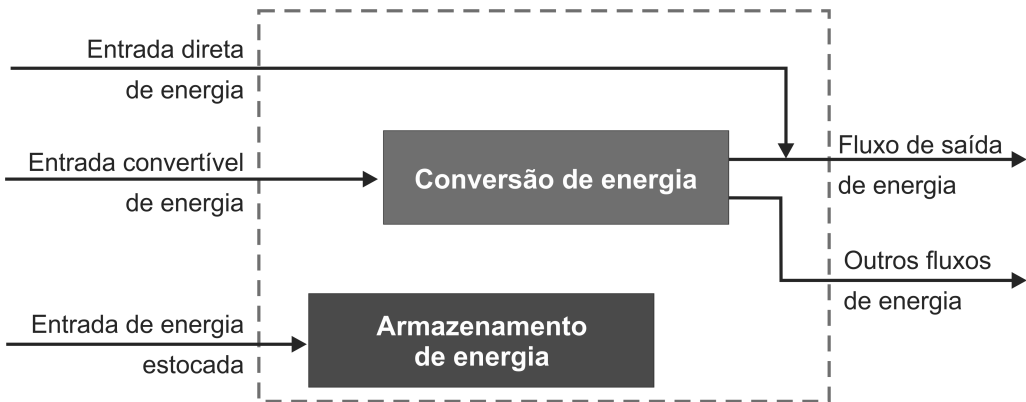 Entrada direta
de energia
Entrada convertível
de energia
Conversão de energia
Fluxo de saída
de energia
Outros fluxos
de energia
Entrada de energia
estocada
Armazenamento
de energia